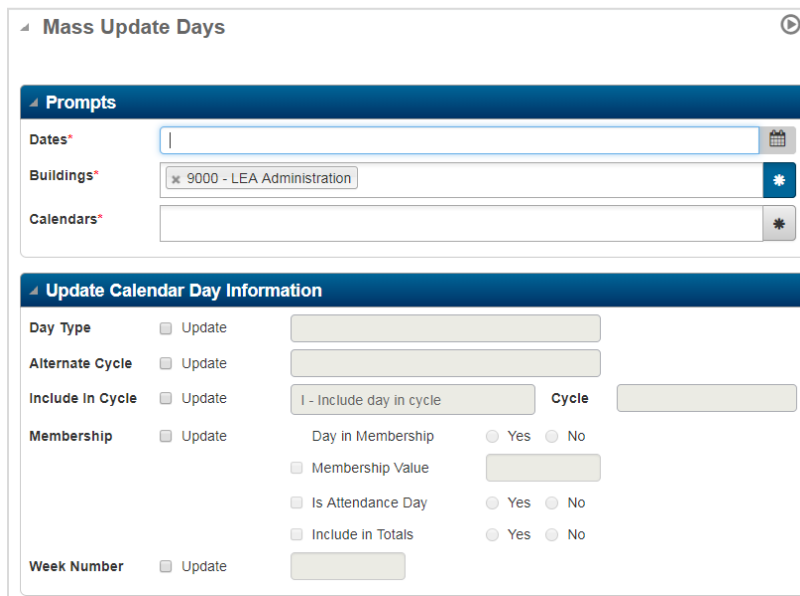 Mass Update Days
Prompts
Dates*
Buildings* 9000 - LEA Administration
Calendars*
Update Calendar Day Information
Day Type Update
Alternate Cycle Update
Include In Cycle Update I - Include day in cycle Cycle
Membership Update Day in Membership Yes No
Membership Value
Is Attendance Day Yes No
Include in Totals Yes No
Week Number Update